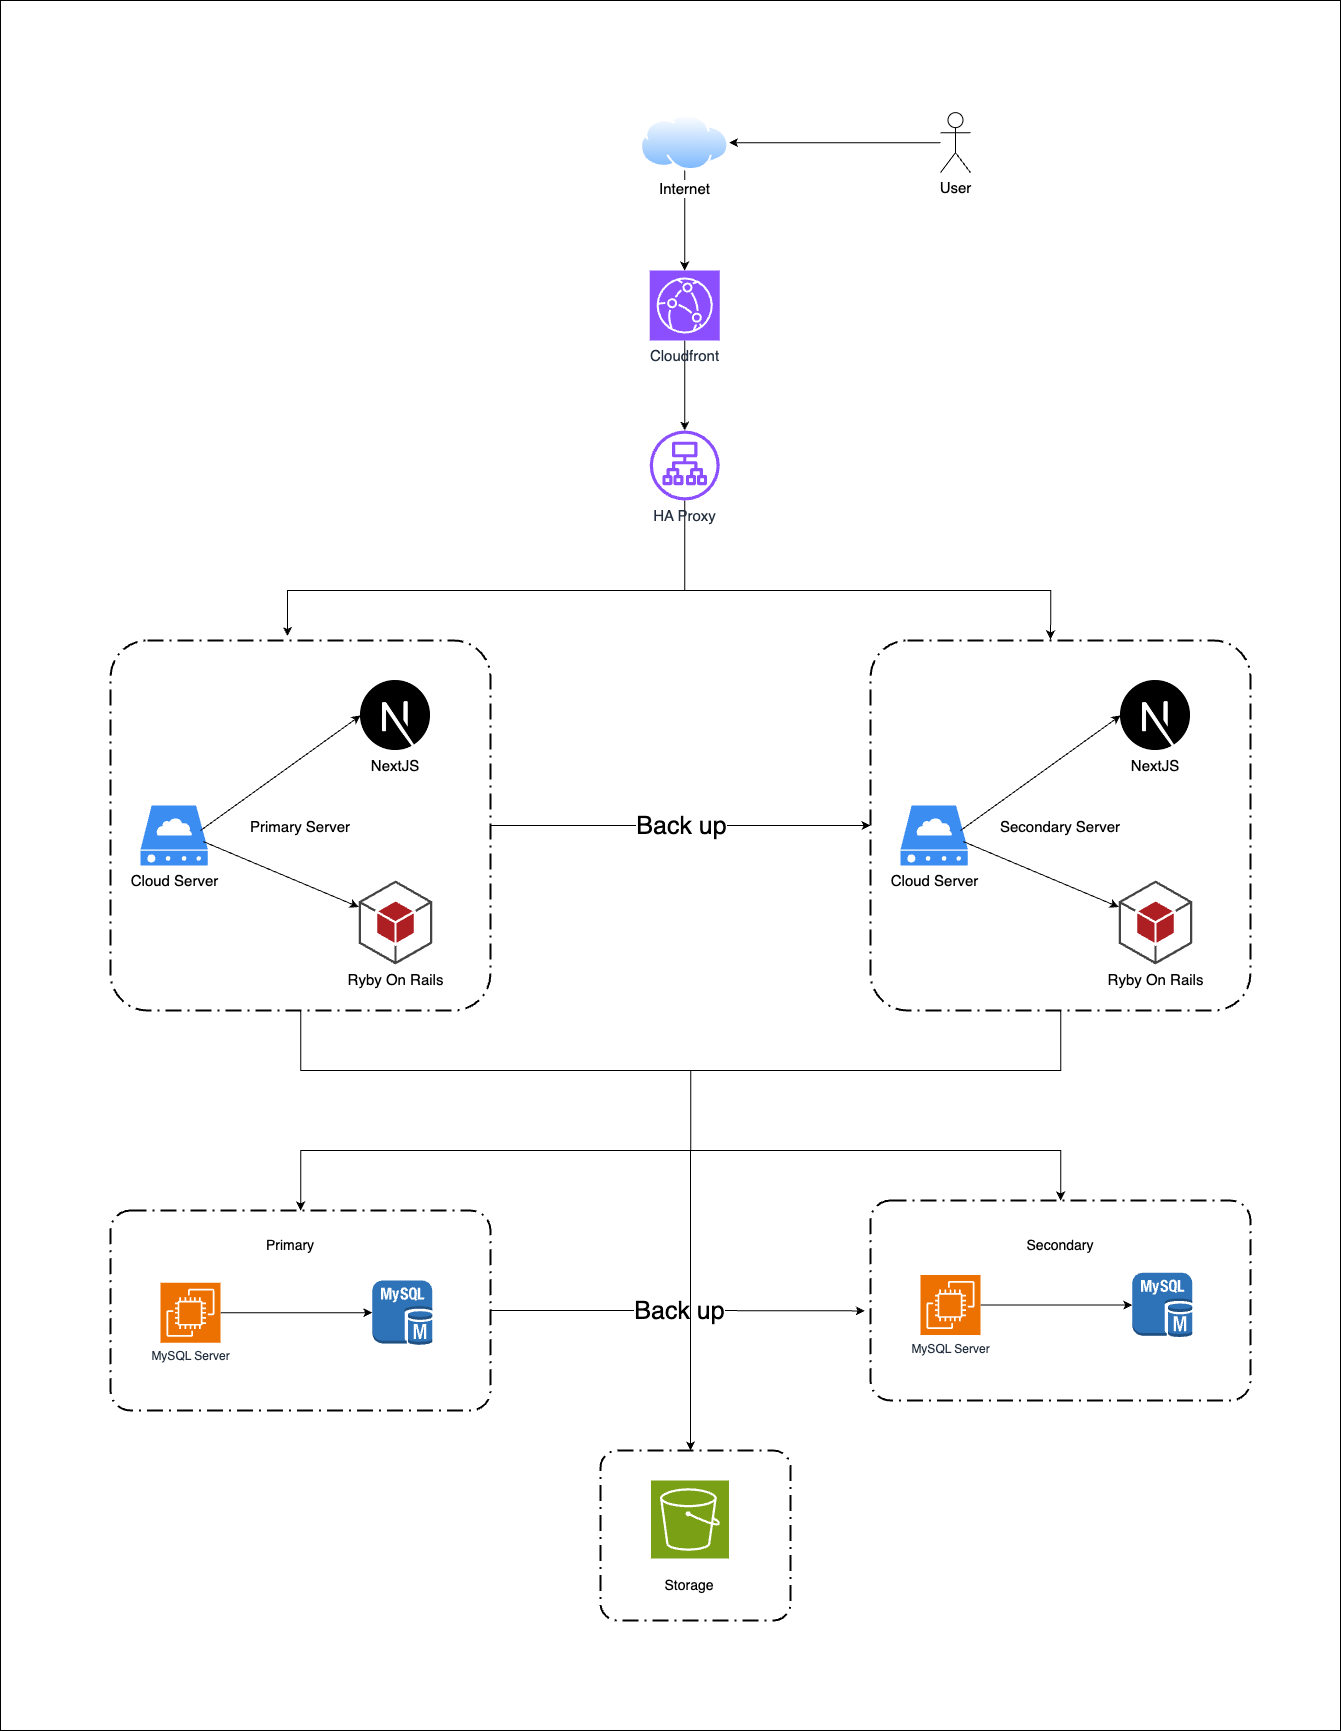 User
Internet
Cloudfront
HA Proxy
NextJS
NextJS
Primary Server
Back up
Secondary Server
Cloud Server
Cloud Server
Ryby On Rails
Ryby On Rails
Primary
Secondary
MySQL
MySQL
M
M
Back up
MySQL Server
MySQL Server
Storage